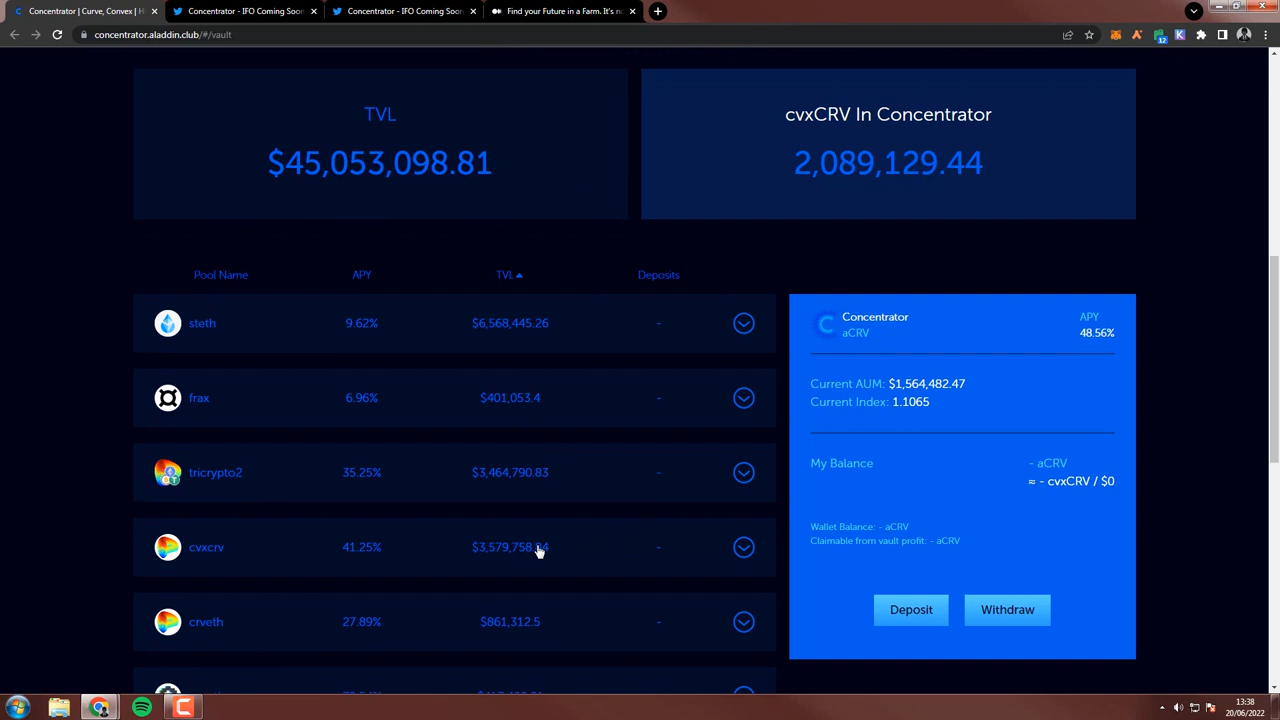 Concentrator | Curve, Convex | H
Concentrator - IFO Coming Soon
Concentrator - IFO Coming Soon
Find your Future in a Farm. It's no
concentrator.aladdin.club/#/vault
12
TVL
$45,053,098.81
cvxCRV In Concentrator
2,089,129.44
Pool Name APY TVL Deposits
steth 9.62% $6,568,445.26 -
frax 6.96% $401,053.4 -
tricrypto2 35.25% $3,464,790.83 -
cvxcrv 41.25% -
crveth 27.89% $861,312.5 -
Concentrator APY
aCRV 48.56%
Current AUM: $1,564,482.47
Current Index: 1.1065
My Balance - aCRV
≈ - cvxCRV / $0
Wallet Balance: - aCRV
Claimable from vault profit: - aCRV
Deposit Withdraw
13:38
20/06/2022